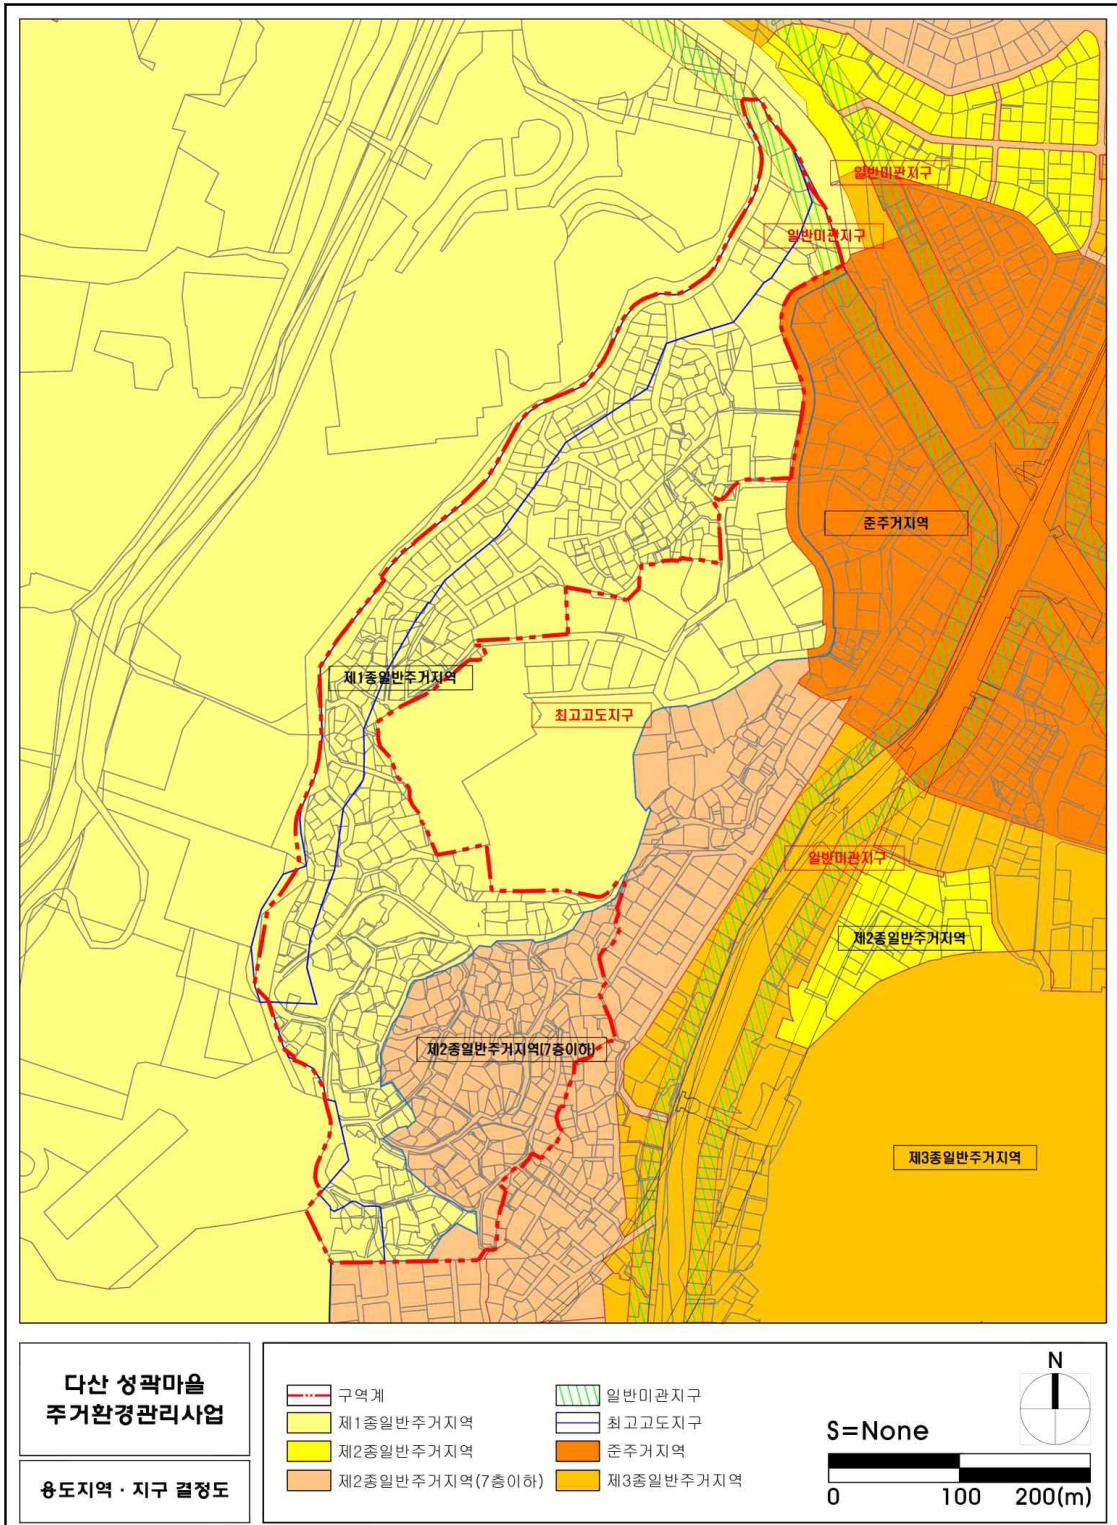 일반미관지구
일반미관지구
준주거지역
제1종일반주거지역
최고고도지구
일반미관지구
제2종일반주거지역
제2종일반주거지역(7층이하)
제3종일반주거지역
다산 성곽마을
주거환경관리사업
용도지역 · 지구 결정도
구역계
제1종일반주거지역
제2종일반주거지역
제2종일반주거지역(7층이하)
일반미관지구
최고고도지구
준주거지역
제3종일반주거지역
N
S=None
0 100 200(m)